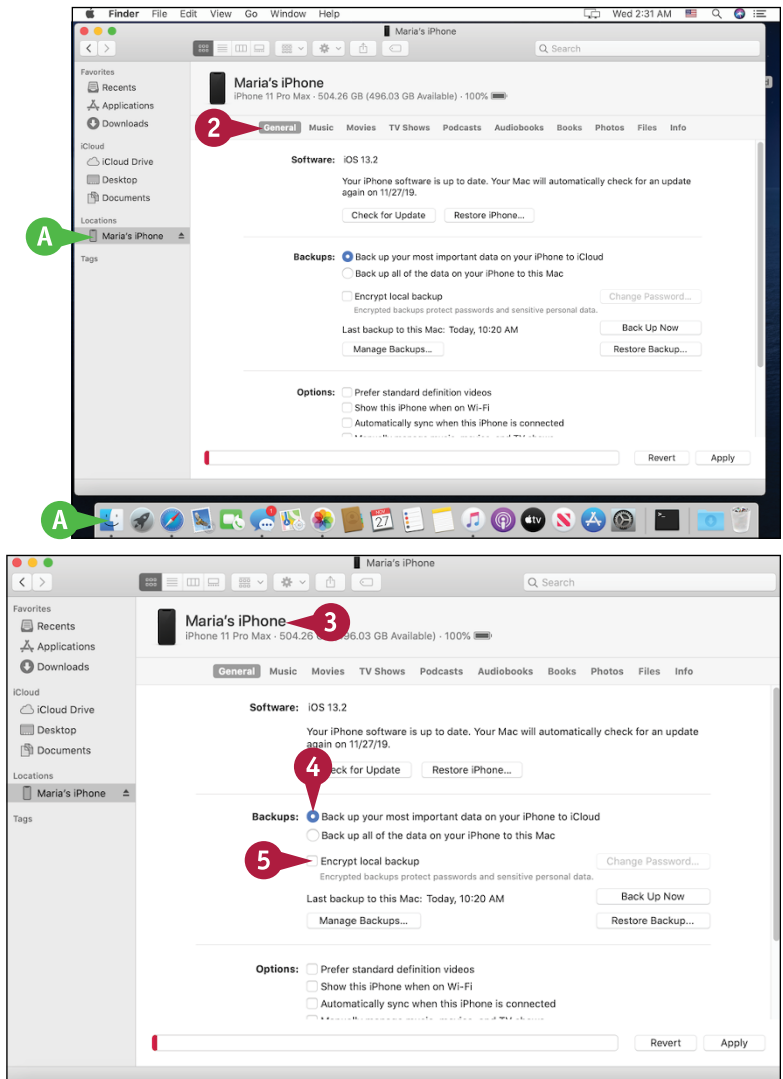 Finder File Edit View Go Window Help Wed 2:31 AM
Maria's iPhone
Search
Favorites
Recents
Applications
Downloads
iCloud
iCloud Drive
Desktop
Documents
Locations
A
Maria's iPhone
Tags
Maria's iPhone
iPhone 11 Pro Max · 504.26 GB (496.03 GB Available) · 100%
2
General Music Movies TV Shows Podcasts Audiobooks Books Photos Files Info
Software: iOS 13.2
Your iPhone software is up to date. Your Mac will automatically check for an update
again on 11/27/19.
Check for Update Restore iPhone...
Backups: Back up your most important data on your iPhone to iCloud
Back up all of the data on your iPhone to this Mac
Encrypt local backup Change Password...
Encrypted backups protect passwords and sensitive personal data.
Last backup to this Mac: Today, 10:20 AM Back Up Now
Manage Backups... Restore Backup...
Options: Prefer standard definition videos
Show this iPhone when on Wi-Fi
Automatically sync when this iPhone is connected
Revert Apply
A
1
NOV
27
tv
Maria's iPhone
Search
Favorites
Recents
Applications
Downloads
iCloud
iCloud Drive
Desktop
Documents
Locations
Maria's iPhone
Tags
Maria's iPhone 3
iPhone 11 Pro Max · 504.26 96.03 GB Available) · 100%
General Music Movies TV Shows Podcasts Audiobooks Books Photos Files Info
Software: iOS 13.2
Your iPhone software is up to date. Your Mac will automatically check for an update
again on 11/27/19.
4
for Update Restore iPhone...
Backups: Back up your most important data on your iPhone to iCloud
Back up all of the data on your iPhone to this Mac
5
Encrypt local backup Change Password...
Encrypted backups protect passwords and sensitive personal data.
Last backup to this Mac: Today, 10:20 AM Back Up Now
Manage Backups... Restore Backup...
Options: Prefer standard definition videos
Show this iPhone when on Wi-Fi
Automatically sync when this iPhone is connected
Revert Apply